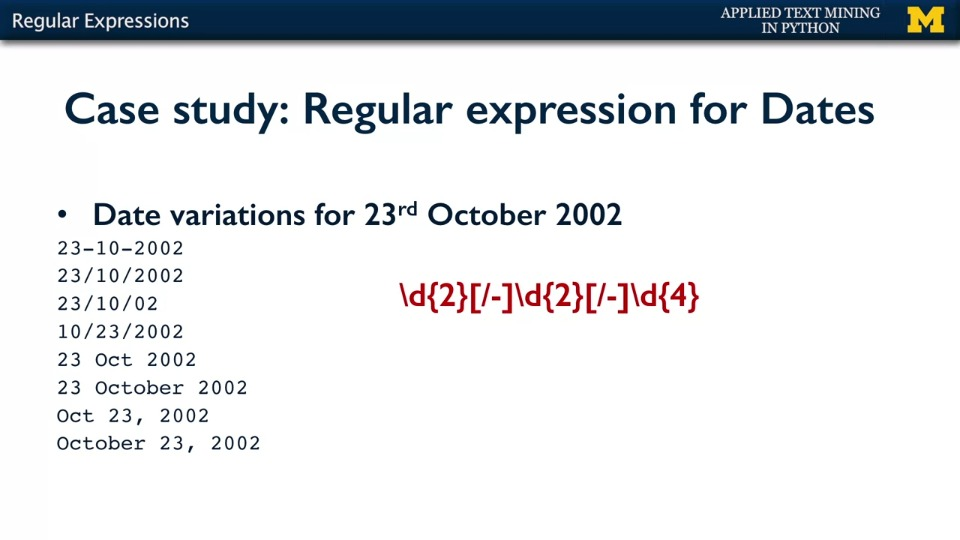 Regular Expressions
APPLIED TEXT MINING
IN PYTHON
M
Case study: Regular expression for Dates
• Date variations for 23rd October 2002
23-10-2002
23/10/2002
23/10/02
10/23/2002
23 Oct 2002
23 October 2002
Oct 23, 2002
October 23, 2002
\d{2}[/-]\d{2}[/-]\d{4}